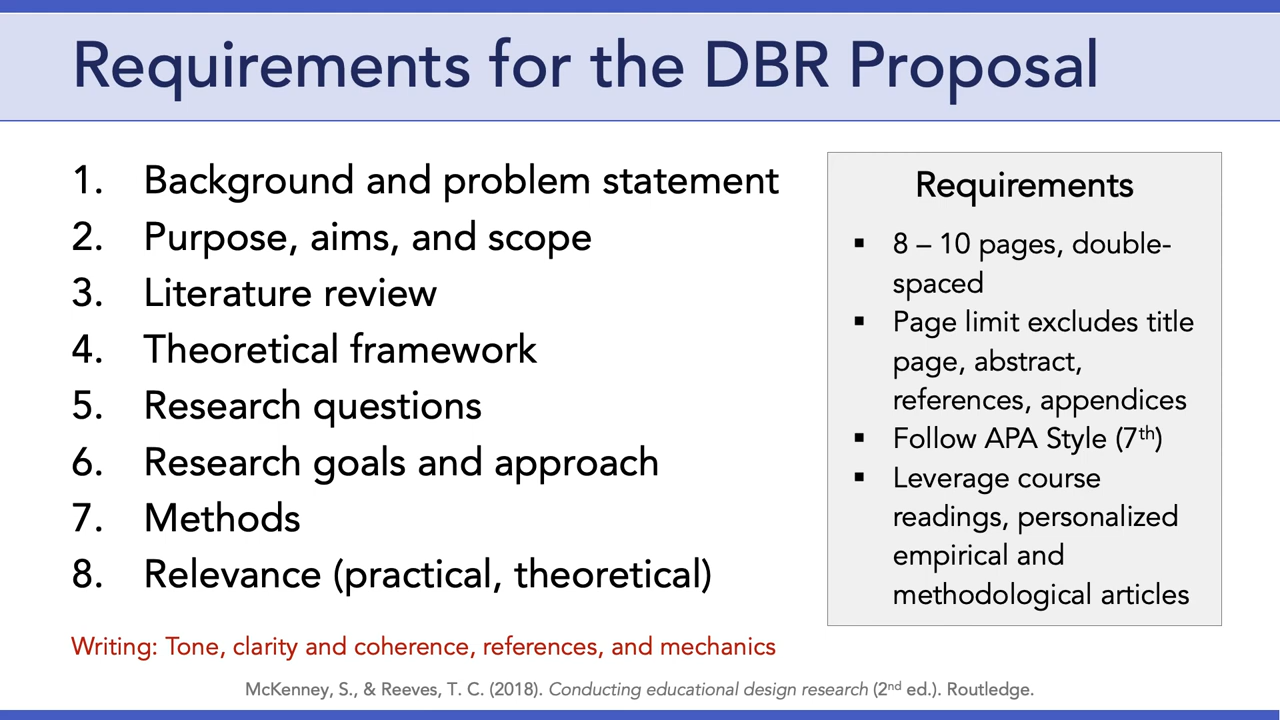 Requirements for the DBR Proposal
1. Background and problem statement
2. Purpose, aims, and scope
3. Literature review
4. Theoretical framework
5. Research questions
6. Research goals and approach
7. Methods
8. Relevance (practical, theoretical)
Writing: Tone, clarity and coherence, references, and mechanics
Requirements
▪ 8 – 10 pages, double-
spaced
▪ Page limit excludes title
page, abstract,
references, appendices
▪ Follow APA Style (7th)
▪ Leverage course
readings, personalized
empirical and
methodological articles
McKenney, S., & Reeves, T. C. (2018). Conducting educational design research (2nd ed.). Routledge.